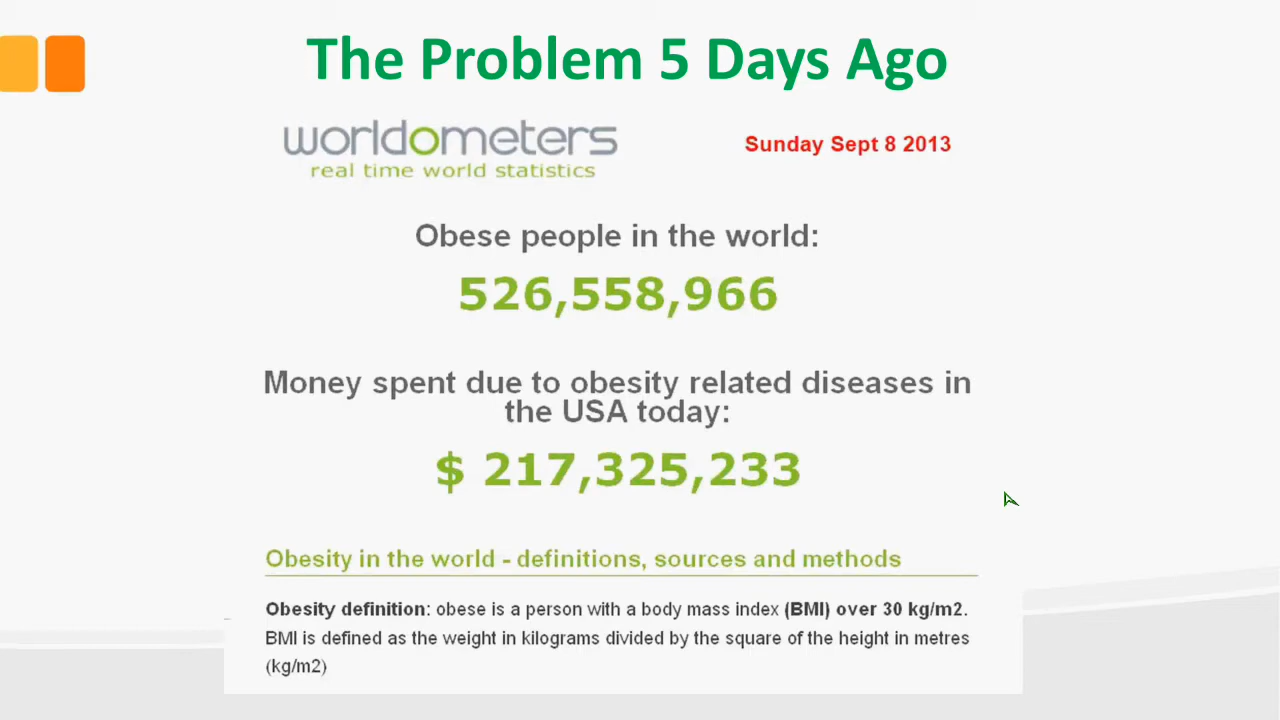 The Problem 5 Days Ago
worldometers
real time world statistics
Sunday Sept 8 2013
Obese people in the world:
526,558,966
Money spent due to obesity related diseases in
the USA today:
$ 217,325,233
Obesity in the world - definitions, sources and methods
Obesity definition: obese is a person with a body mass index (BMI) over 30 kg/m2.
BMI is defined as the weight in kilograms divided by the square of the height in metres
(kg/m2)